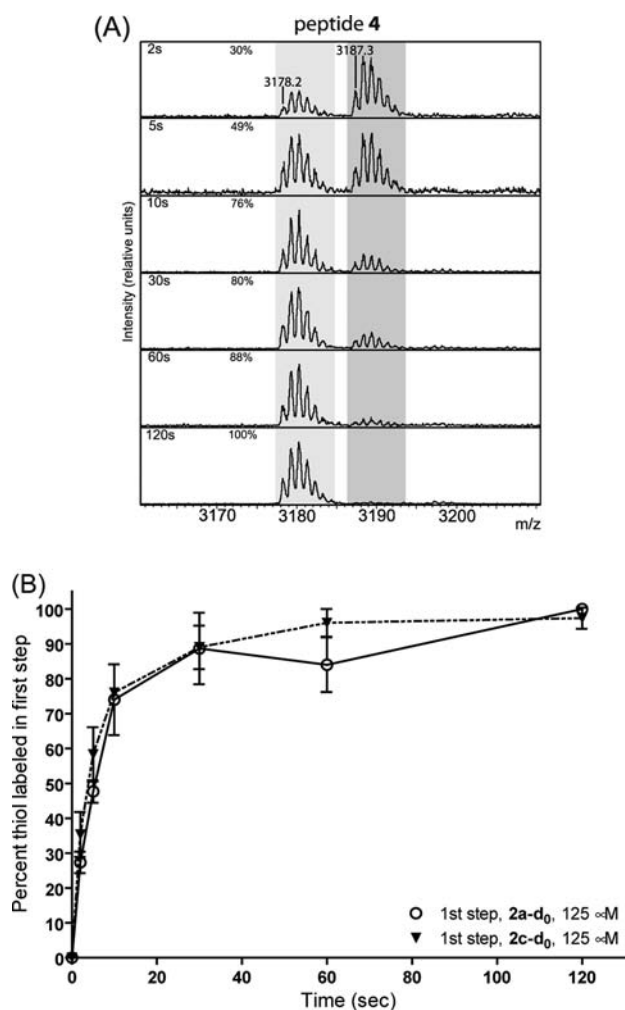 (A) peptide 4
2s 30% 3178.2 3187.3
5s 49%
10s 76%
30s 80%
60s 88%
120s 100%
Intensity (relative units)
3170 3180 3190 3200
m/z
(B)
100
90
80
70
60
50
40
30
20
10
0
Percent thiol labeled in first step
1st step, 2a-d0, 125 ∝M
1st step, 2c-d0, 125 ∝M
0 20 40 60 80 100 120
Time (sec)